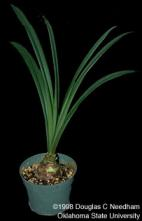 ©1998 Douglas C Needham
Oklahoma State University